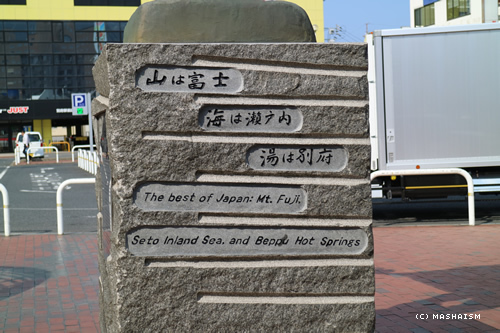 山は富士
海は瀬戸内
湯は別府
The best of Japan: Mt. Fuji,
Seto Inland Sea, and Beppu Hot Springs
JUST
P
(C) MASHAISM